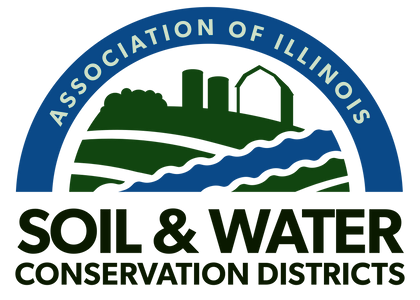 ASSOCIATION OF ILLINOIS
SOIL & WATER
CONSERVATION DISTRICTS